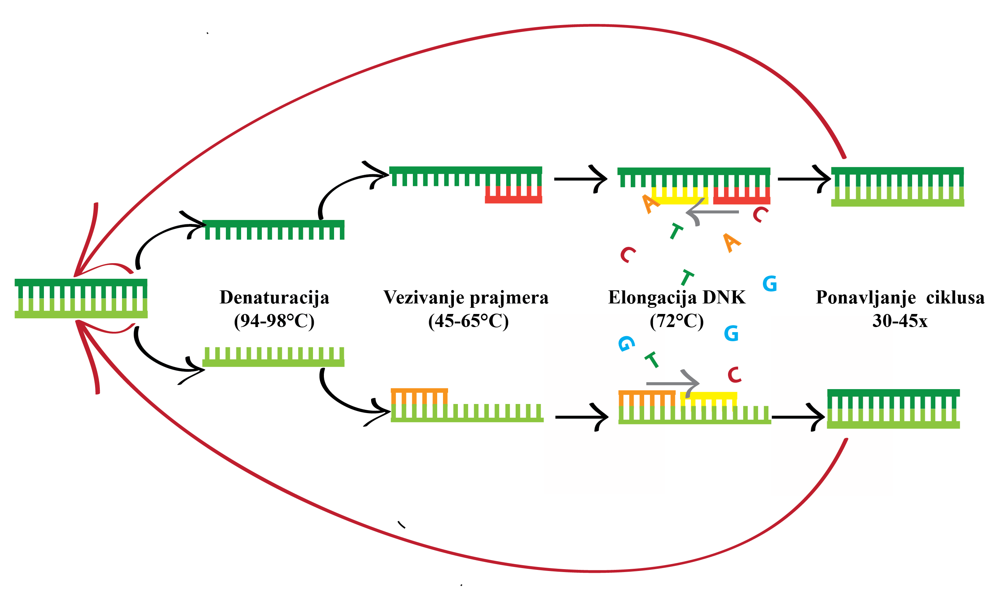 A
C
T
A
C
T
G
Denaturacija
(94-98°C)
Vezivanje prajmera
(45-65°C)
Elongacija DNK
(72°C)
Ponavljanje ciklusa
30-45x
G
G
T
C